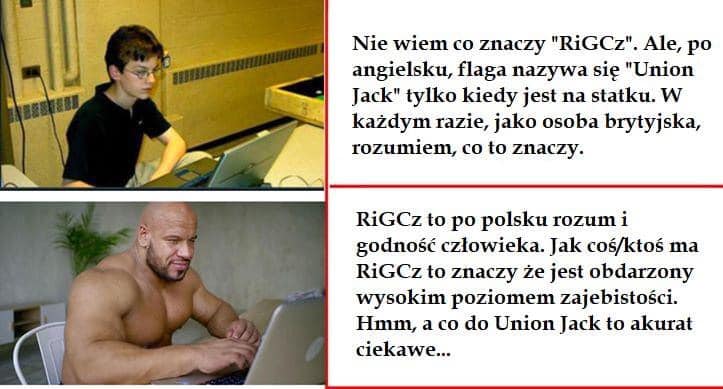 Nie wiem co znaczy "RiGCz". Ale, po
angielsku, flaga nazywa się "Union
Jack" tylko kiedy jest na statku. W
każdym razie, jako osoba brytyjska,
rozumiem, co to znaczy.
RiGCz to po polsku rozum i
godność człowieka. Jak coś/ktoś ma
RiGCz to znaczy że jest obdarzony
wysokim poziomem zajebistości.
Hmm, a co do Union Jack to akurat
ciekawe...